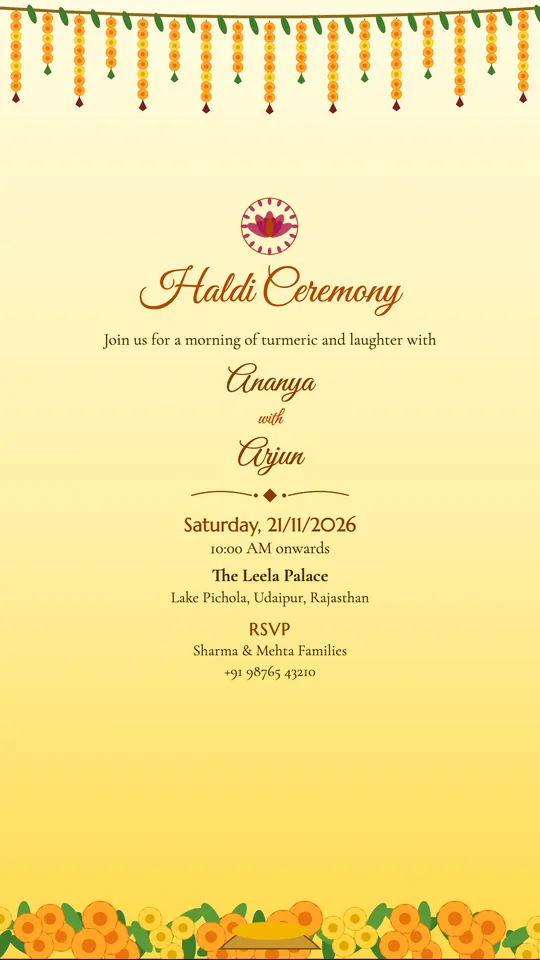 Haldi Ceremony
Join us for a morning of turmeric and laughter with
Ananya
with
Arjun
Saturday, 21/11/2026
10:00 AM onwards
The Leela Palace
Lake Pichola, Udaipur, Rajasthan
RSVP
Sharma & Mehta Families
+91 98765 43210